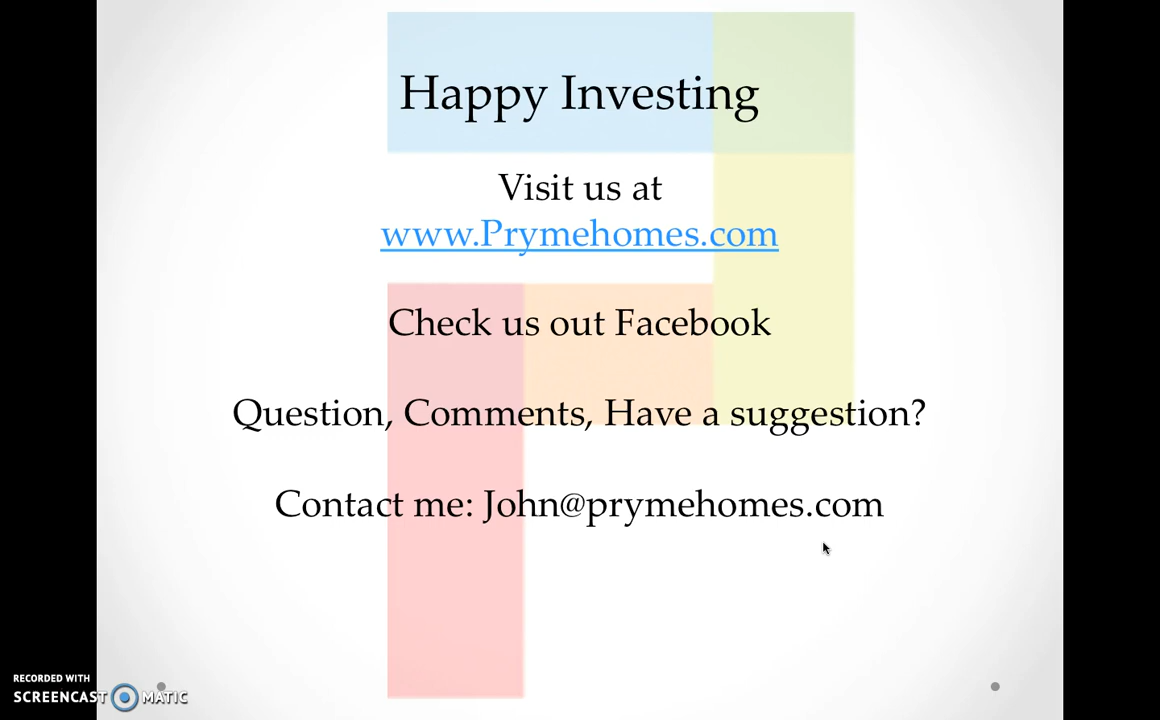 Happy Investing
Visit us at
www.Prymehomes.com
Check us out Facebook
Question, Comments, Have a suggestion?
Contact me: John@prymehomes.com
RECORDED WITH
SCREENCAST MATIC